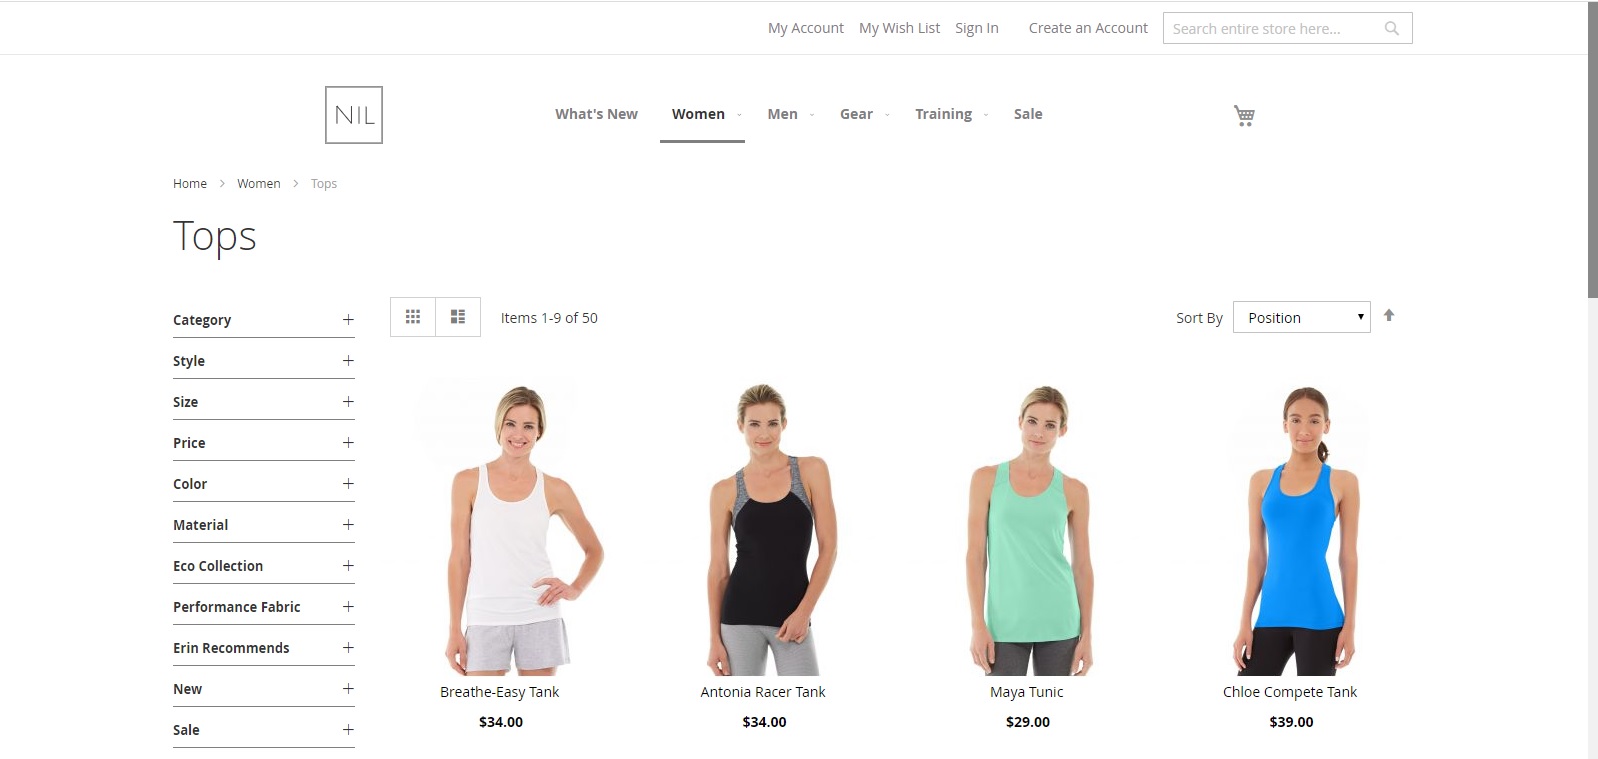 My Account My Wish List Sign In Create an Account Search entire store here...
NIL What's New Women Men Gear Training Sale
Home > Women > Tops
Tops
Items 1-9 of 50
Sort By Position
Category +
Style +
Size +
Price +
Color +
Material +
Eco Collection +
Performance Fabric +
Erin Recommends +
New +
Sale +
Breathe-Easy Tank Antonia Racer Tank Maya Tunic Chloe Compete Tank
$34.00 $34.00 $29.00 $39.00